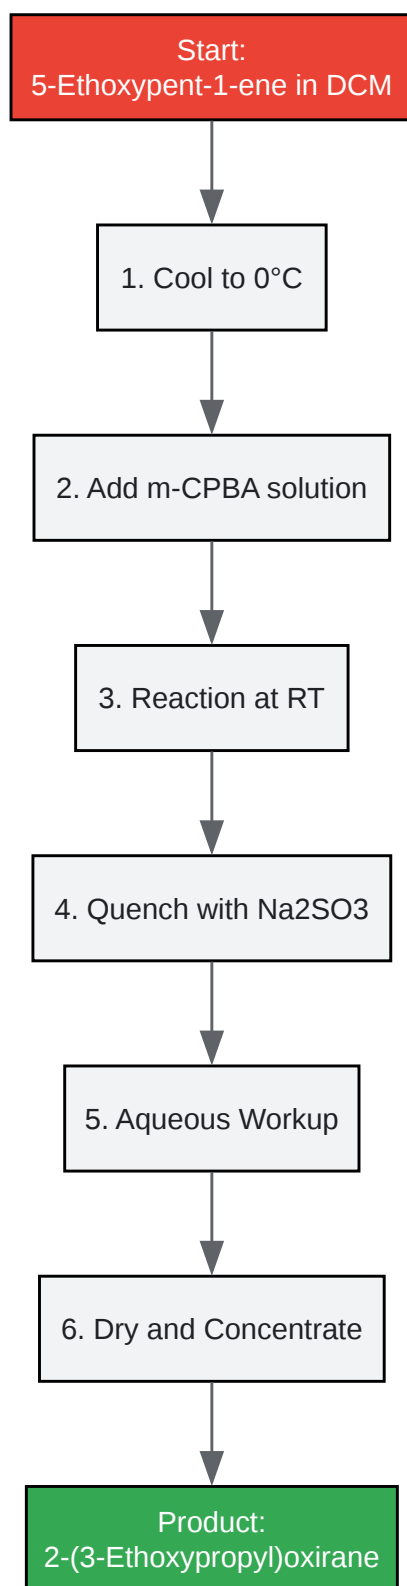 Start:
5-Ethoxypent-1-ene in DCM
1. Cool to 0°C
2. Add m-CPBA solution
3. Reaction at RT
4. Quench with Na2SO3
5. Aqueous Workup
6. Dry and Concentrate
Product:
2-(3-Ethoxypropyl)oxirane